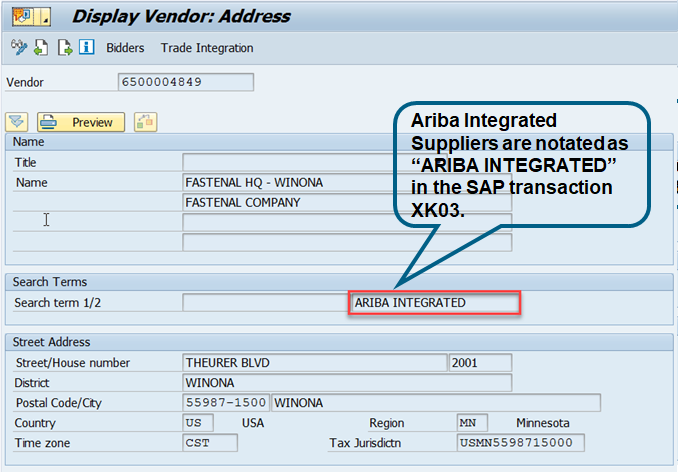 Display Vendor: Address
Bidders Trade Integration
Vendor 6500004849
Preview
Name
Title
Name FASTENAL HQ - WINONA
FASTENAL COMPANY
Ariba Integrated
Suppliers are notated as
“ARIBA INTEGRATED”
in the SAP transaction
XK03.
Search Terms
Search term 1/2 ARIBA INTEGRATED
Street Address
Street/House number THEURER BLVD 2001
District WINONA
Postal Code/City 55987-1500 WINONA
Country US USA Region MN Minnesota
Time zone CST Tax Jurisdictn USMN5598715000